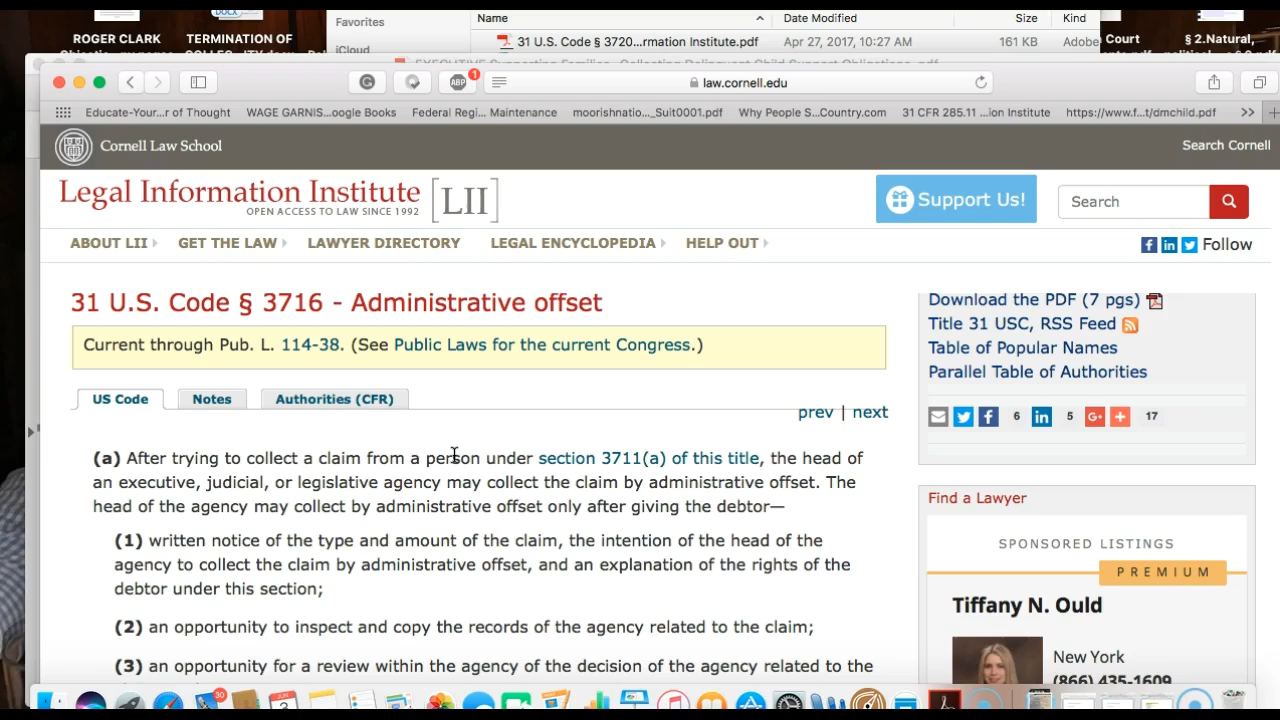 ROGER CLARK
TERMINATION OF
Favorites
Name
Date Modified
Size
Kind
Court
§ 2.Natural,
iCloud
31 U.S. Code § 3720...rmation Institute.pdf
Apr 27, 2017, 10:27 AM
161 KB
Adobe
ABP
1
law.cornell.edu
Educate-Your...r of Thought
WAGE GARNIS...oogle Books
Federal Regi... Maintenance
moorishnatio..._Suit0001.pdf
Why People S...Country.com
31 CFR 285.11 ...ion Institute
https://www.f...t/dmchild.pdf
Cornell Law School
Search Cornell
Legal Information Institute [LII]
OPEN ACCESS TO LAW SINCE 1992
Support Us!
Search
ABOUT LII
GET THE LAW
LAWYER DIRECTORY
LEGAL ENCYCLOPEDIA
HELP OUT
Follow
31 U.S. Code § 3716 - Administrative offset
Current through Pub. L. 114-38. (See Public Laws for the current Congress.)
US Code
Notes
Authorities (CFR)
prev | next
(a) After trying to collect a claim from a person under section 3711(a) of this title, the head of
an executive, judicial, or legislative agency may collect the claim by administrative offset. The
head of the agency may collect by administrative offset only after giving the debtor—
(1) written notice of the type and amount of the claim, the intention of the head of the
agency to collect the claim by administrative offset, and an explanation of the rights of the
debtor under this section;
(2) an opportunity to inspect and copy the records of the agency related to the claim;
(3) an opportunity for a review within the agency of the decision of the agency related to the
Download the PDF (7 pgs)
Title 31 USC, RSS Feed
Table of Popular Names
Parallel Table of Authorities
6
5
17
Find a Lawyer
SPONSORED LISTINGS
PREMIUM
Tiffany N. Ould
New York
(866) 435-1609
30